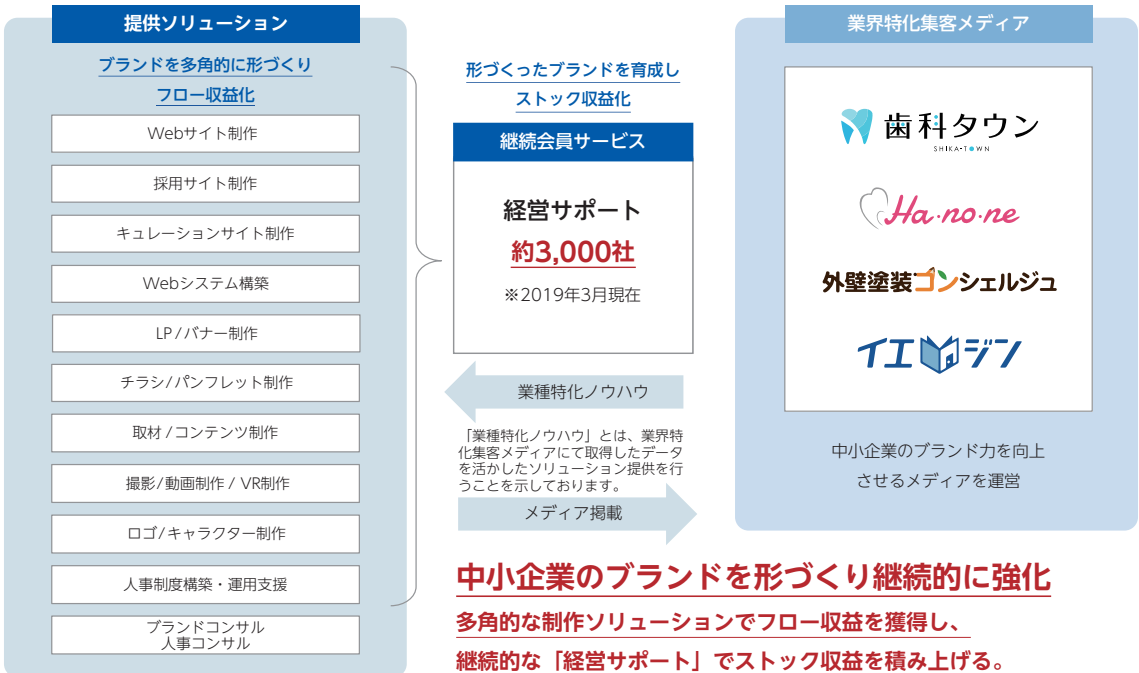 提供ソリューション
ブランドを多角的に形づくり
フロー収益化
Webサイト制作
採用サイト制作
キュレーションサイト制作
Webシステム構築
LP/バナー制作
チラシ/パンフレット制作
取材/コンテンツ制作
撮影/動画制作 / VR制作
ロゴ/キャラクター制作
人事制度構築・運用支援
ブランドコンサル
人事コンサル
形づくったブランドを育成し
ストック収益化
継続会員サービス
経営サポート
約3,000社
※2019年3月現在
業種特化ノウハウ
「業種特化ノウハウ」とは、業界特
化集客メディアにて取得したデータ
を活かしたソリューション提供を行
うことを示しております。
メディア掲載
業界特化集客メディア
歯科タウン
SHIKA-TOWN
Ha・no・ne
外壁塗装コンシェルジュ
イエジン
中小企業のブランド力を向上
させるメディアを運営
中小企業のブランドを形づくり継続的に強化
多角的な制作ソリューションでフロー収益を獲得し、
継続的な「経営サポート」でストック収益を積み上げる。